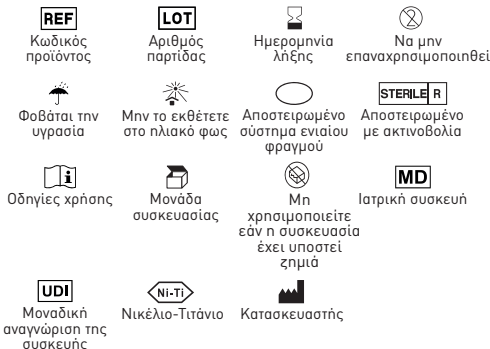 REF LOT
Κωδικός Αριθμός Ημερομηνία Να μην
προϊόντος παρτίδας λήξης επαναχρησιμοποιηθεί
STERILE R
Φοβάται την Μην το εκθέτετε Αποστειρωμένο Αποστειρωμένο
υγρασία στο ηλιακό φως σύστημα ενιαίου με ακτινοβολία
φραγμού
i MD
Οδηγίες χρήσης Μονάδα Μη Ιατρική συσκευή
συσκευασίας χρησιμοποιείτε
εάν η συσκευασία
έχει υποστεί
ζημιά
UDI Ni-Ti
Μοναδική Νικέλιο-Τιτάνιο Κατασκευαστής
αναγνώριση της
συσκευής